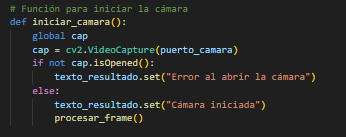 # Función para iniciar la cámara
def iniciar_camara():
    global cap
    cap = cv2.VideoCapture(puerto_camara)
    if not cap.isOpened():
        texto_resultado.set("Error al abrir la cámara")
    else:
        texto_resultado.set("Cámara iniciada")
        procesar_frame()